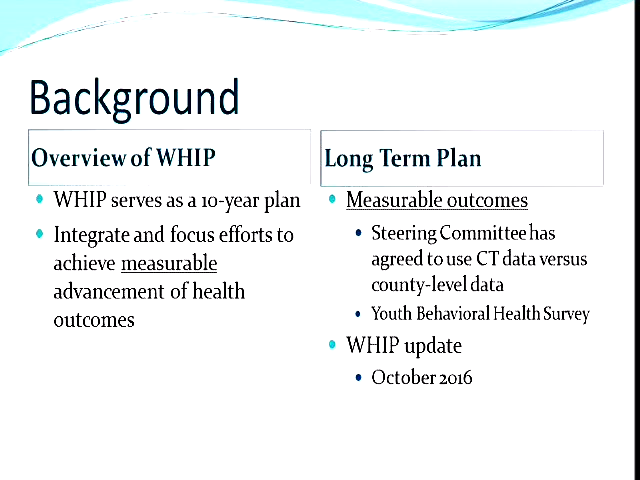 Background
Overview of WHIP
WHIP serves as a 10-year plan
Integrate and focus efforts to
achieve measurable
advancement of health
outcomes
Long Term Plan
Measurable outcomes
Steering Committee has
agreed to use CT data versus
county-level data
Youth Behavioral Health Survey
WHIP update
October 2016